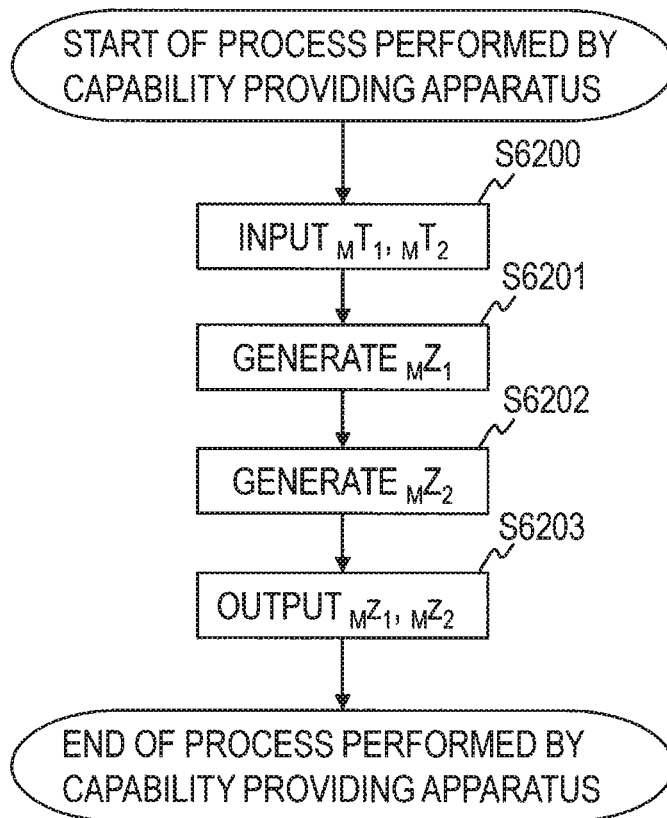 START OF PROCESS PERFORMED BY
CAPABILITY PROVIDING APPARATUS
S6200
INPUT MT1, MT2
S6201
GENERATE MZ1
S6202
GENERATE MZ2
S6203
OUTPUT MZ1, MZ2
END OF PROCESS PERFORMED BY
CAPABILITY PROVIDING APPARATUS